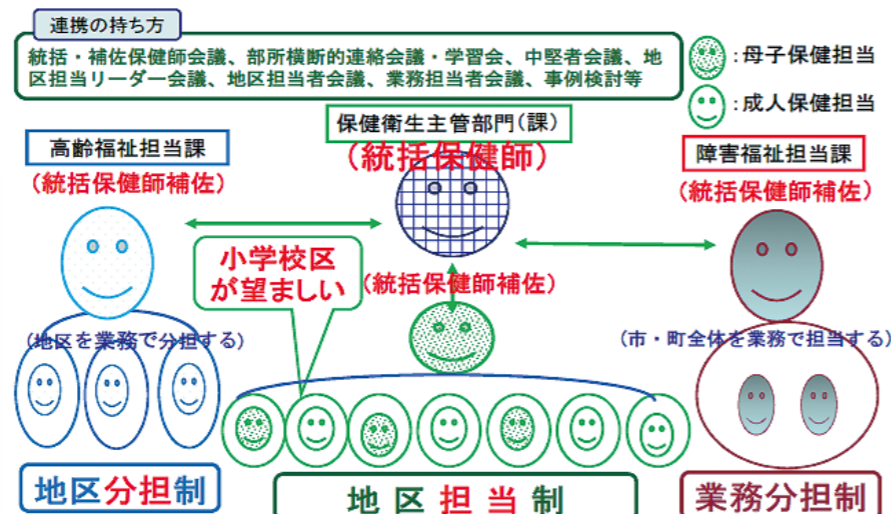 連携の持ち方
統括・補佐保健師会議、部所横断的連絡会議・学習会、中堅者会議、地
区担当リーダー会議、地区担当者会議、業務担当者会議、事例検討等
:母子保健担当
:成人保健担当
高齢福祉担当課
(統括保健師補佐)
保健衛生主管部門(課)
(統括保健師)
障害福祉担当課
(統括保健師補佐)
小学校区
が望ましい
(統括保健師補佐)
(地区を業務で分担する)
(市・町全体を業務で担当する)
地区分担制
地区担当制
業務分担制